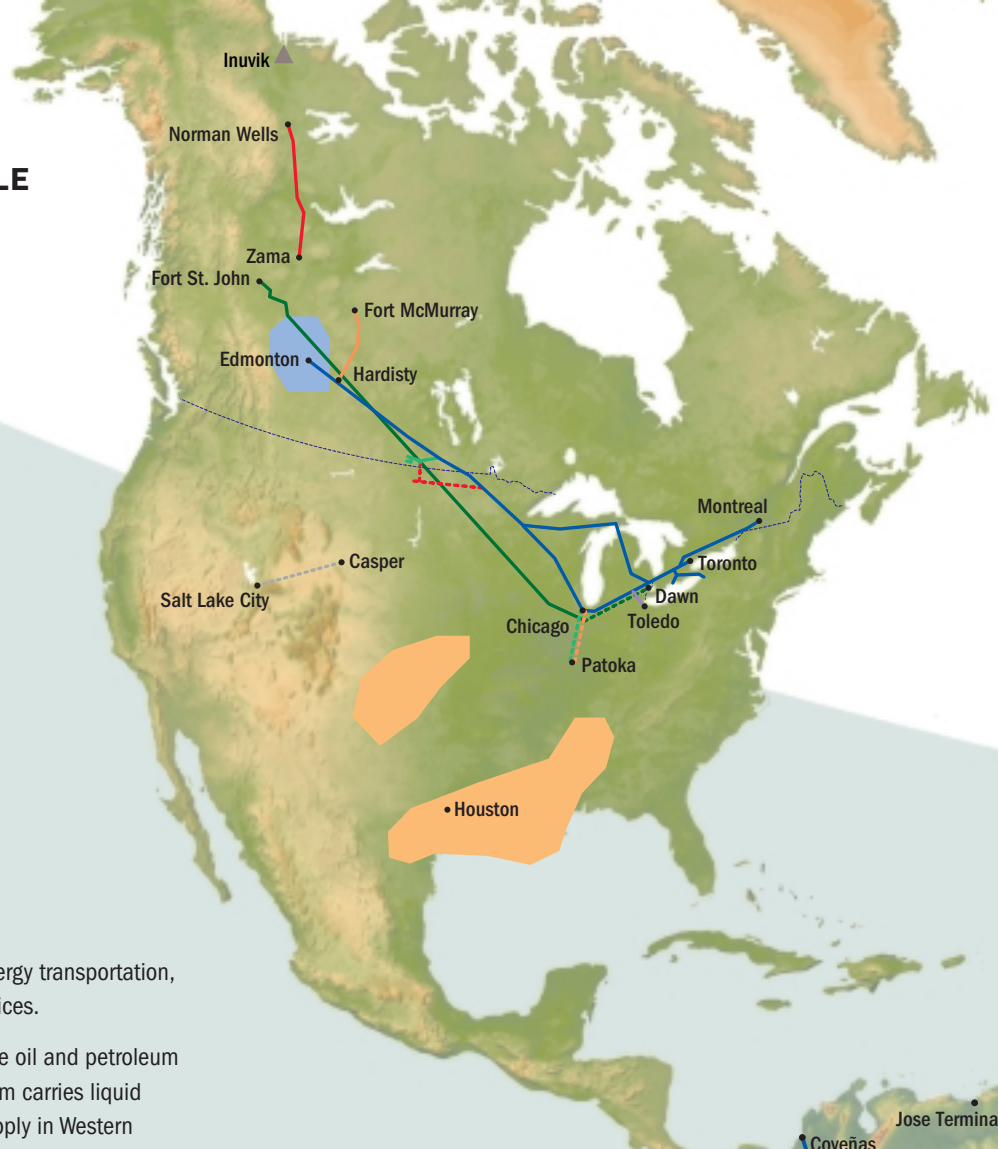 Inuvik
Norman Wells
LE
Zama
Fort St. John
Fort McMurray
Edmonton
Hardisty
Montreal
Toronto
Casper
Salt Lake City
Dawn
Toledo
Chicago
Patoka
Houston
ergy transportation,
ices.
e oil and petroleum
m carries liquid
pply in Western
Jose Termina
Coveñas